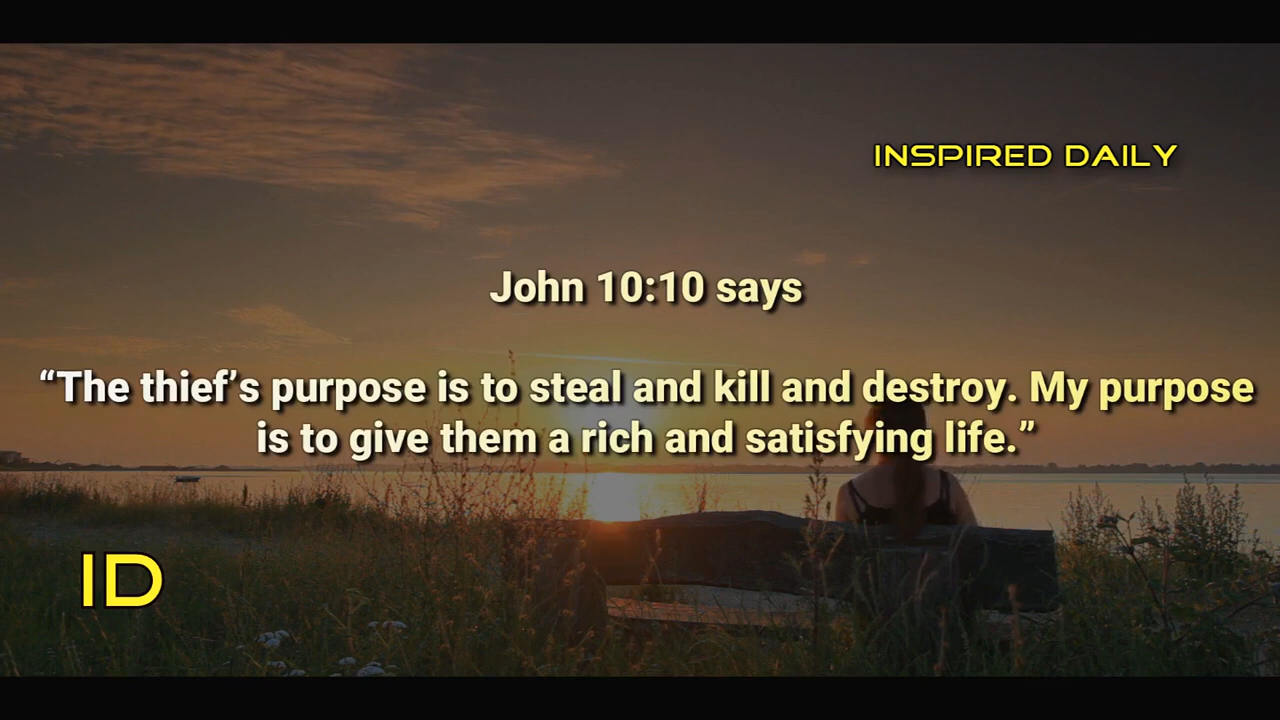 INSPIRED DAILY
John 10:10 says
“The thief’s purpose is to steal and kill and destroy. My purpose
is to give them a rich and satisfying life.”
ID